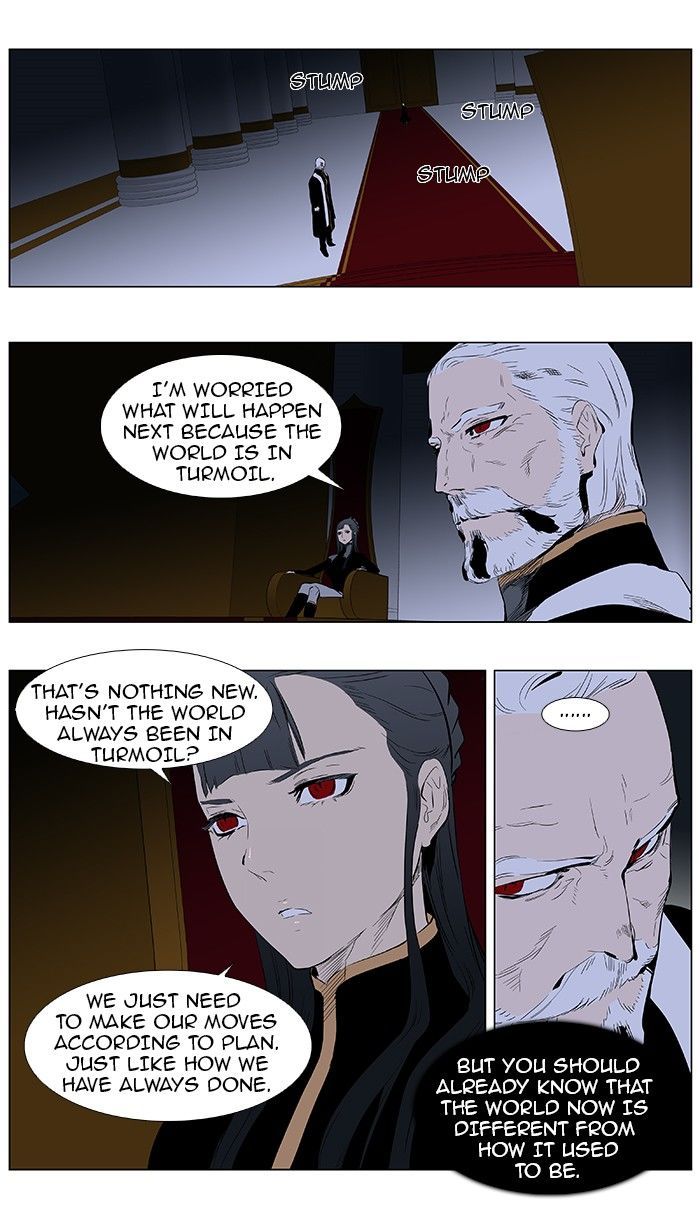 STUMP
STUMP
STUMP
I'M WORRIED
WHAT WILL HAPPEN
NEXT BECAUSE THE
WORLD IS IN
TURMOIL.
THAT'S NOTHING NEW.
HASN'T THE WORLD
ALWAYS BEEN IN
TURMOIL?
......
WE JUST NEED
TO MAKE OUR MOVES
ACCORDING TO PLAN.
JUST LIKE HOW WE
HAVE ALWAYS DONE.
BUT YOU SHOULD
ALREADY KNOW THAT
THE WORLD NOW IS
DIFFERENT FROM
HOW IT USED
TO BE.